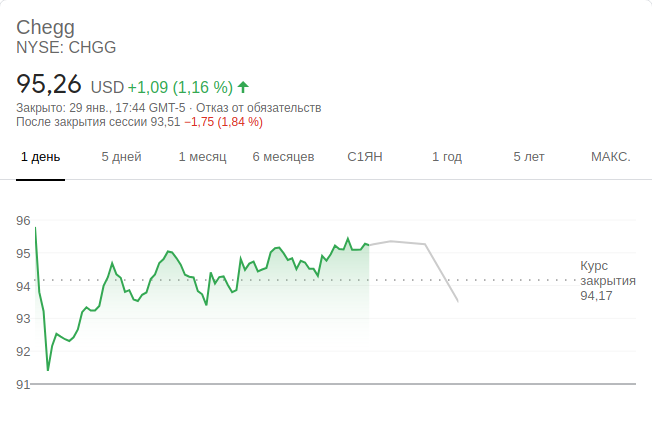 Chegg
NYSE: CHGG
95,26 USD +1,09 (1,16 %)
Закрыто: 29 янв., 17:44 GMT-5 · Отказ от обязательств
После закрытия сессии 93,51 −1,75 (1,84 %)
1 день 5 дней 1 месяц 6 месяцев С1ЯН 1 год 5 лет МАКС.
96
95
94
93
92
91
Курс
закрытия
94,17